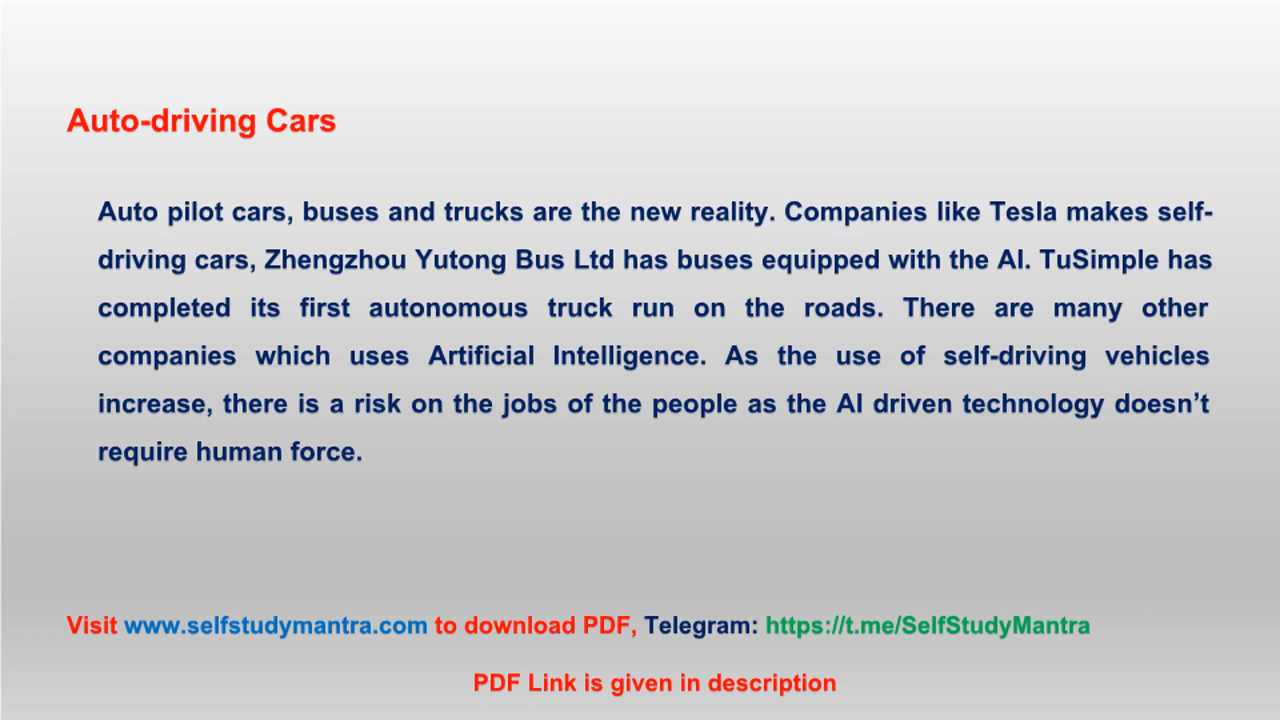 Auto-driving Cars
Auto pilot cars, buses and trucks are the new reality. Companies like Tesla makes self-
driving cars, Zhengzhou Yutong Bus Ltd has buses equipped with the AI. TuSimple has
completed its first autonomous truck run on the roads. There are many other
companies which uses Artificial Intelligence. As the use of self-driving vehicles
increase, there is a risk on the jobs of the people as the AI driven technology doesn’t
require human force.
Visit www.selfstudymantra.com to download PDF, Telegram: https://t.me/SelfStudyMantra
PDF Link is given in description